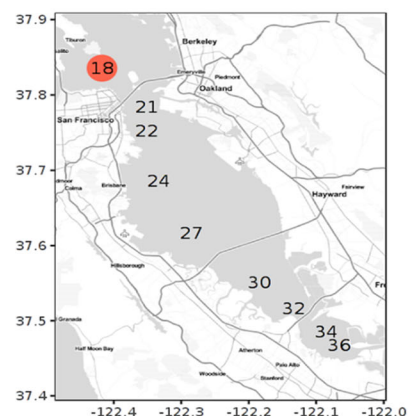 37.9
Tiburon
Berkeley
18
Emeryville
Piedmont
37.8
Oakland
21
San Francisco
22
37.7
24
Colma
Brisbane
Fairview
Hayward
27
37.6
Hillsborough
30
32
37.5
Granada
34
36
Half Moon Bay
Atherton
Palo Alto
Woodside
Stanford
37.4
-122.4
-122.3
-122.2
-122.1
-122.0